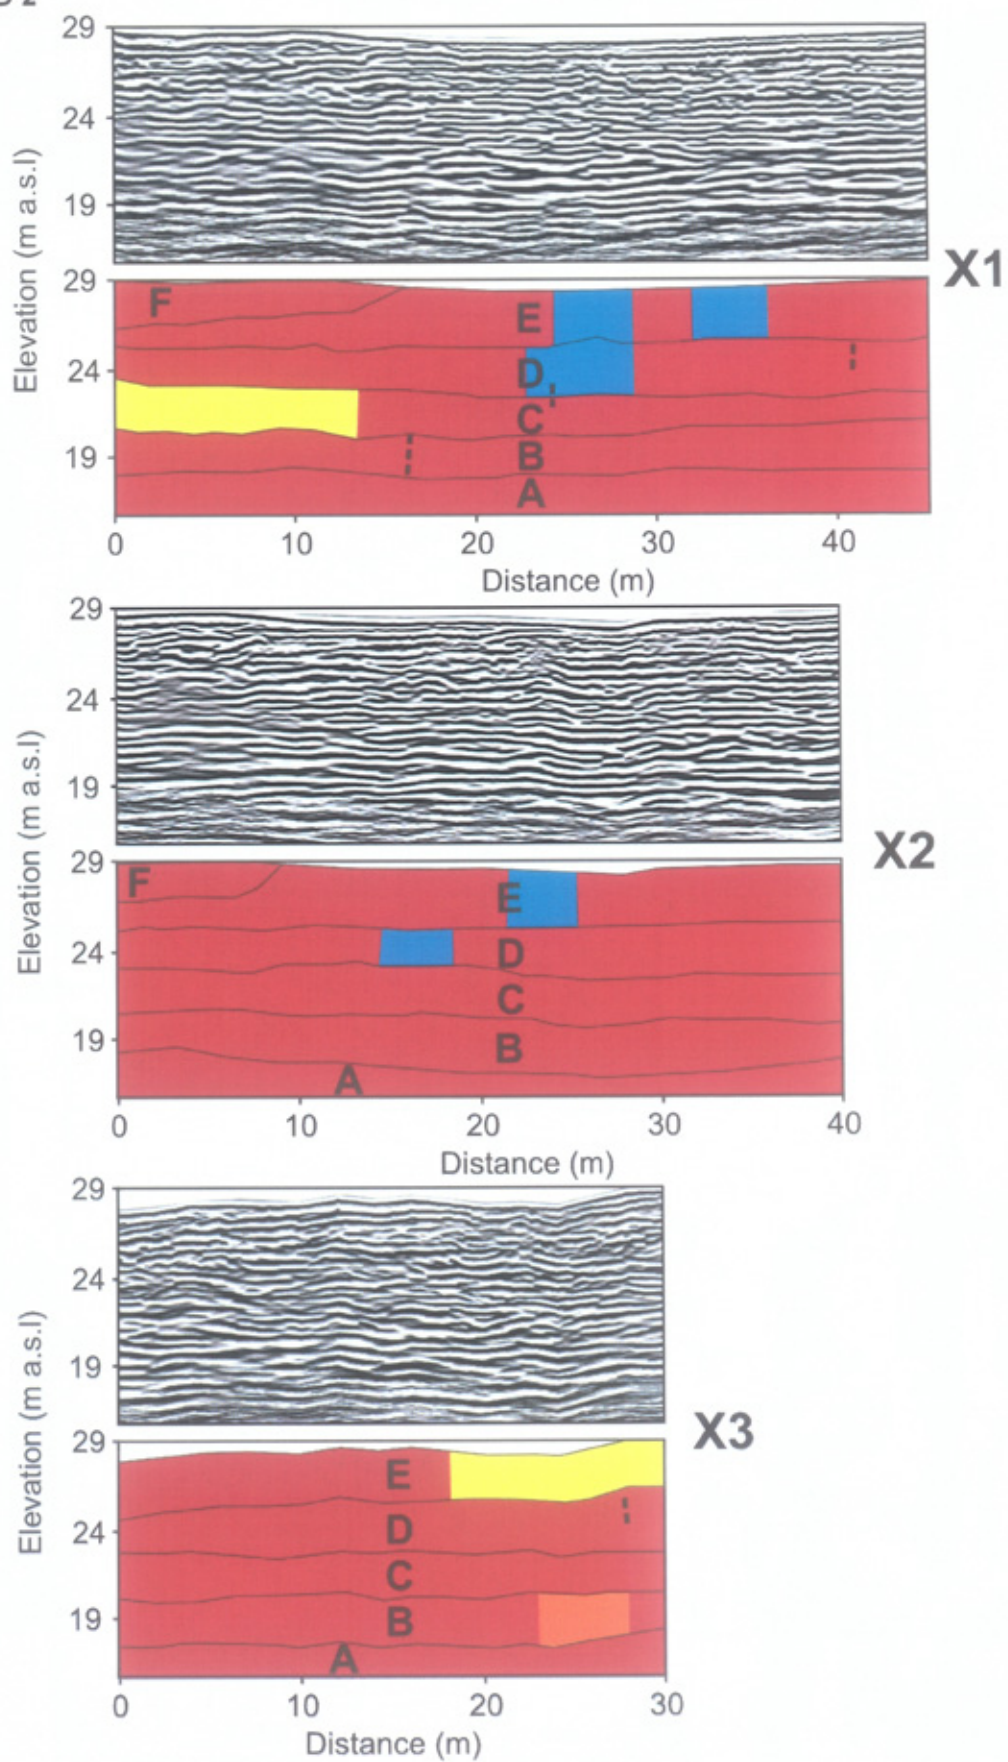 29
24
19
Elevation (m a.s.l)
X1
29
F
E
24
D
C
19
B
A
0 10 20 30 40
Distance (m)
29
24
19
Elevation (m a.s.l)
X2
29
F
E
24
D
C
19
B
A
0 10 20 30 40
Distance (m)
29
24
19
Elevation (m a.s.l)
X3
29
E
24
D
C
19
B
A
0 10 20 30
Distance (m)